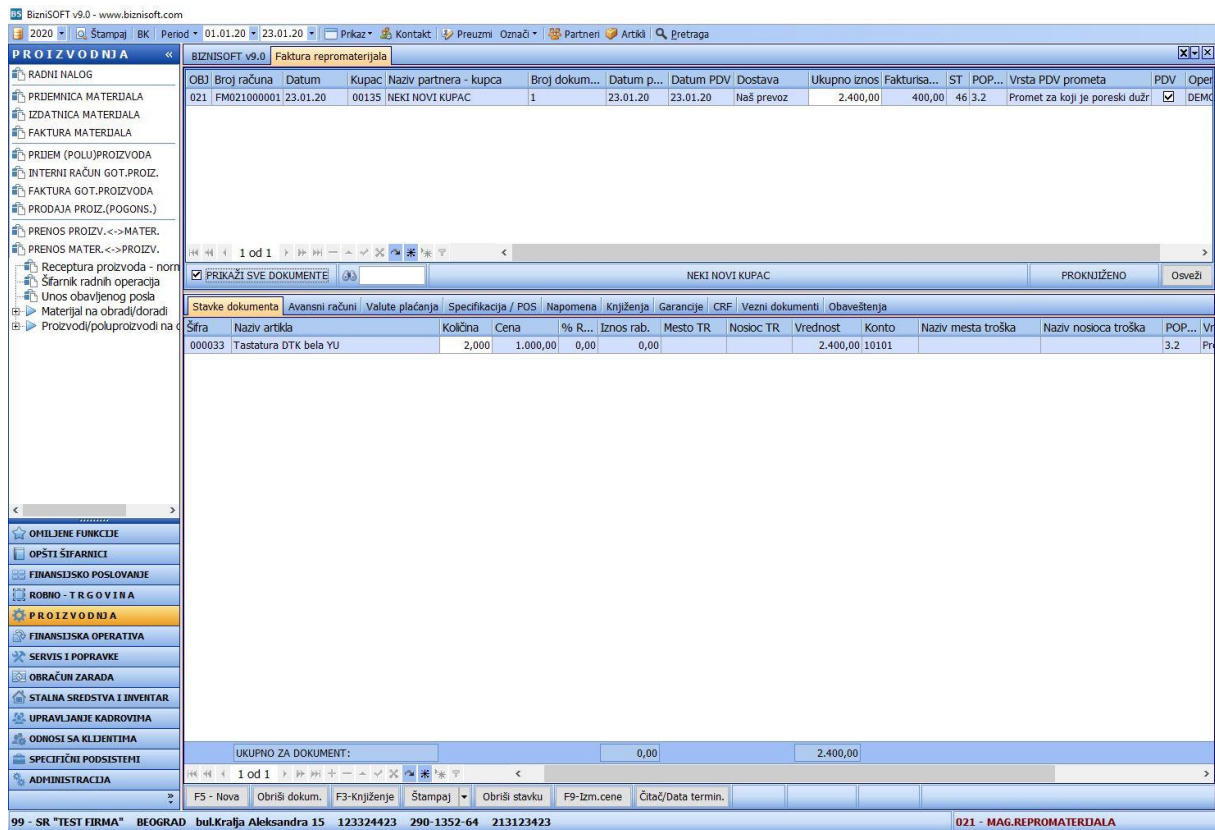 BS BizniSOFT v9.0 - www.biznisoft.com
2020 Štampaj BK Period 01.01.20 23.01.20 Prikaz Kontakt Preuzmi Označi Partneri Artikli Pretraga
PROIZVODNJA «
RADNI NALOG
PRIJEMNICA MATERIJALA
IZDATNICA MATERIJALA
FAKTURA MATERIJALA
PRIJEM (POLU)PROIZVODA
INTERNI RAČUN GOT.PROIZ.
FAKTURA GOT.PROIZVODA
PRODAJA PROIZ.(POGONS.)
PRENOS PROIZV.<->MATER.
PRENOS MATER.<->PROIZV.
Receptura proizvoda - norm
Šifarnik radnih operacija
Unos obavljenog posla
Materijal na obradi/doradi
Proizvodi/poluproizvodi na d
OMILJENE FUNKCIJE
OPŠTI ŠIFARNICI
FINANSIJSKO POSLOVANJE
ROBNO - T R G O V I N A
P R O I Z V O D NJ A
FINANSIJSKA OPERATIVA
SERVIS I POPRAVKE
OBRAČUN ZARADA
STALNA SREDSTVA I INVENTAR
UPRAVLJANJE KADROVIMA
ODNOSI SA KLIJENTIMA
SPECIFIČNI PODSISTEMI
ADMINISTRACIJA
BIZNISOFT v9.0 Faktura repromaterijala
OBJ Broj računa Datum Kupac Naziv partnera - kupca Broj dokum... Datum p... Datum PDV Dostava Ukupno iznos Fakturisa... ST POP... Vrsta PDV prometa PDV Oper
021 FM021000001 23.01.20 00135 NEKI NOVI KUPAC 1 23.01.20 23.01.20 Naš prevoz 2.400,00 400,00 46 3.2 Promet za koji je poreski dužr DEMO
1 od 1
PRIKAŽI SVE DOKUMENTE NEKI NOVI KUPAC PROKNJIŽENO Osveži
Stavke dokumenta Avansni računi Valute plaćanja Specifikacija / POS Napomena Knjiženja Garancije CRF Vezni dokumenti Obaveštenja
Šifra Naziv artikla Količina Cena % R... Iznos rab. Mesto TR Nosioc TR Vrednost Konto Naziv mesta troška Naziv nosioca troška POP... Vr
000033 Tastatura DTK bela YU 2,000 1.000,00 0,00 0,00 2.400,00 10101 3.2 Pro
UKUPNO ZA DOKUMENT: 0,00 2.400,00
1 od 1
F5 - Nova Obriši dokum. F3-Knjiženje Štampaj Obriši stavku F9-Izm.cene Čitač/Data termin.
99 - SR "TEST FIRMA" BEOGRAD bul.Kralja Aleksandra 15 123324423 290-1352-64 213123423 021 - MAG.REPROMATERIJALA